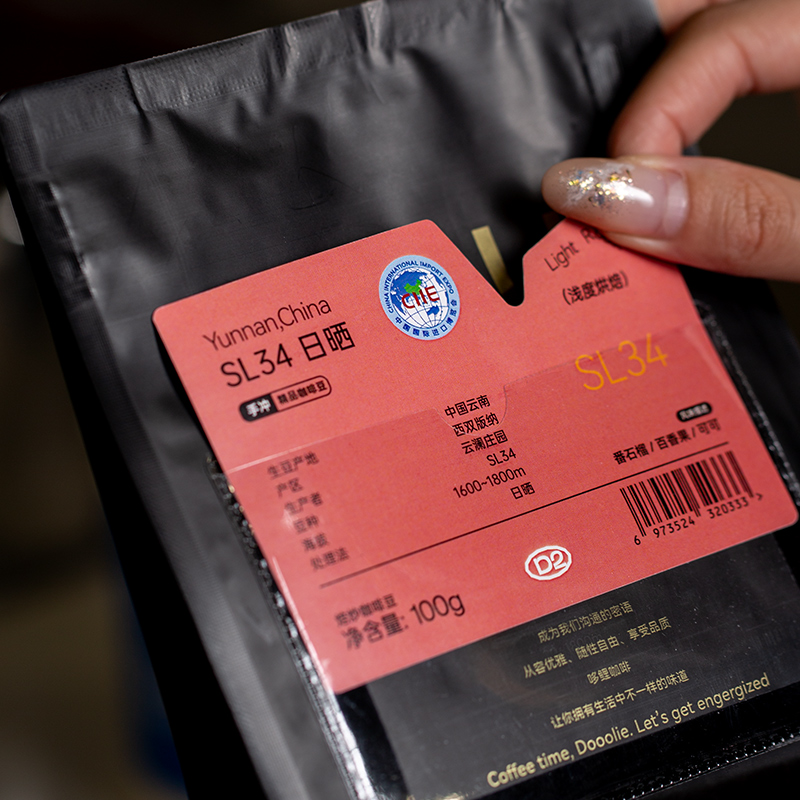 Yunnan,China
SL34 日晒
手冲 精品咖啡豆
CHINA INTERNATIONAL IMPORT EXPO
CIIE
中国国际进口博览会
Light
(浅度烘焙)
SL34
生豆产地 中国云南
产区 西双版纳
生产者 云澜庄园
豆种 SL34
海拔 1600~1800m
处理法 日晒
风味描述
番石榴 / 百香果 / 可可
6 973524 320333 >
D2
焙炒咖啡豆
净含量: 100g
成为我们沟通的密语
从容优雅、随性自由、享受品质
哆鲤咖啡
让你拥有生活中不一样的味道
Coffee time, Dooolie. Let's get engergized